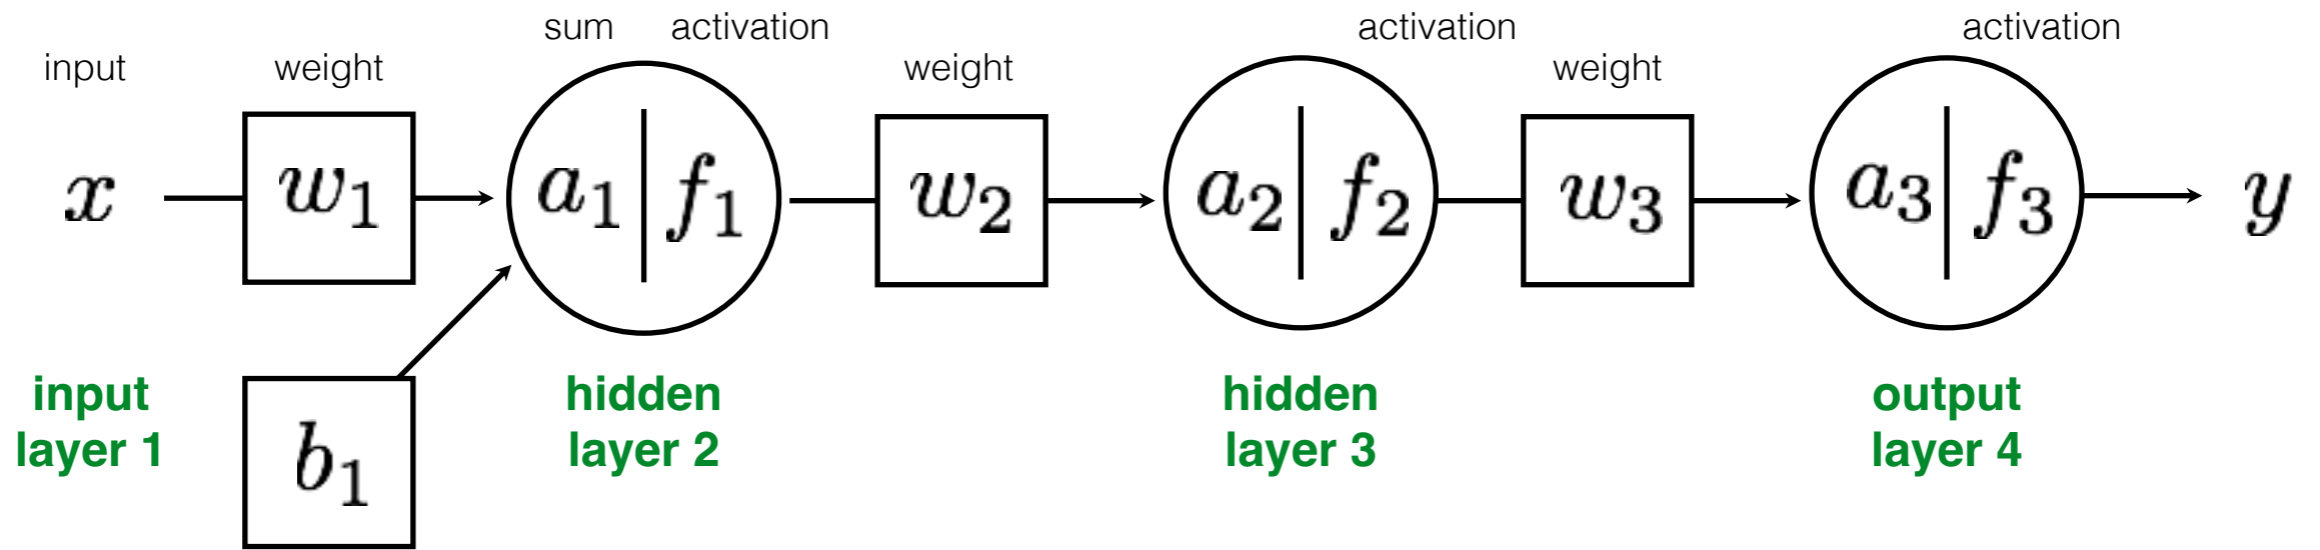 sum activation activation activation
input weight weight weight
x w₁ a₁ | f₁ w₂ a₂ | f₂ w₃ a₃ | f₃ y
input hidden hidden output
layer 1 layer 2 layer 3 layer 4
b₁